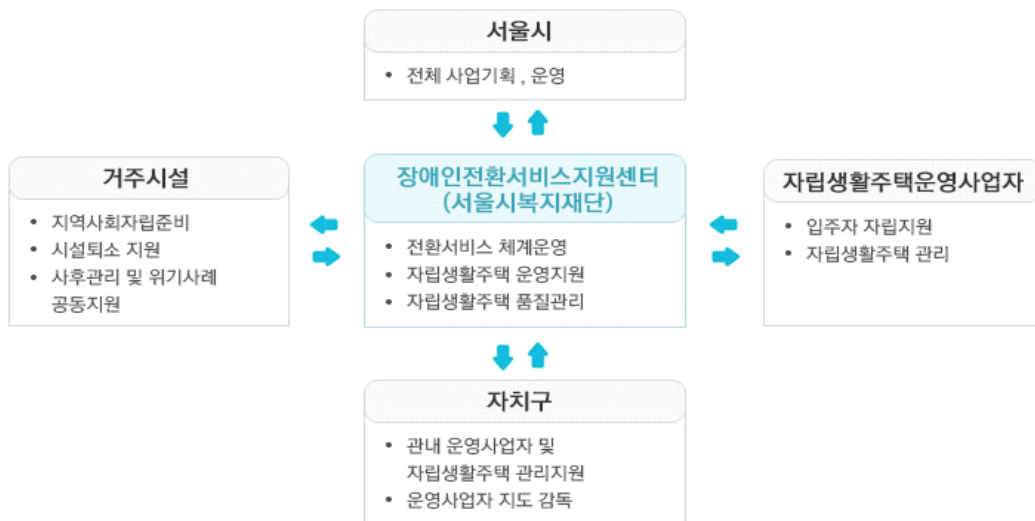 서울시
• 전체 사업기획 , 운영
거주시설
• 지역사회자립준비
• 시설퇴소 지원
• 사후관리 및 위기사례
공동지원
장애인전환서비스지원센터
(서울시복지재단)
• 전환서비스 체계운영
• 자립생활주택 운영지원
• 자립생활주택 품질관리
자립생활주택운영사업자
• 입주자 자립지원
• 자립생활주택 관리
자치구
• 관내 운영사업자 및
자립생활주택 관리지원
• 운영사업자 지도 감독